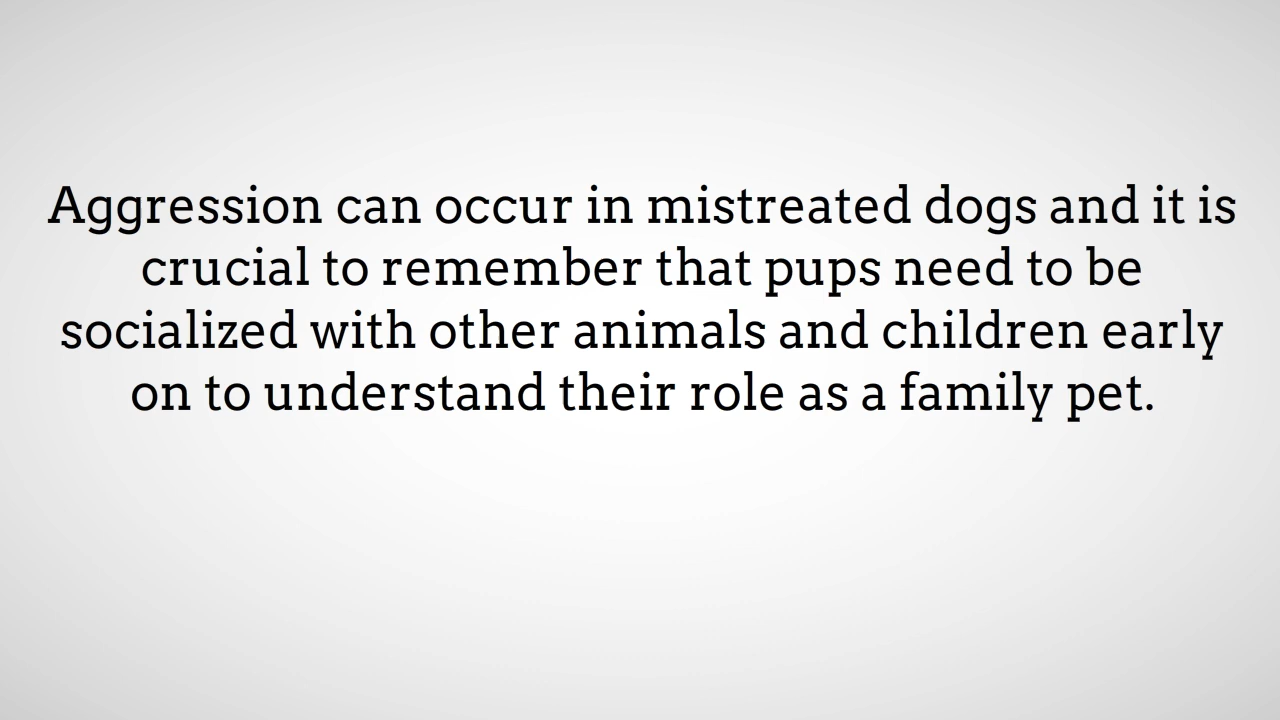 Aggression can occur in mistreated dogs and it is
crucial to remember that pups need to be
socialized with other animals and children early
on to understand their role as a family pet.